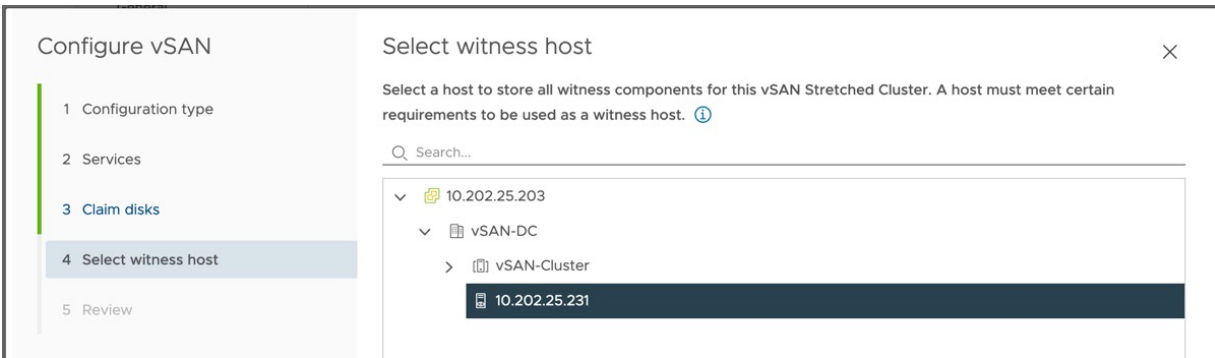 Configure vSAN
1 Configuration type
2 Services
3 Claim disks
4 Select witness host
5 Review
Select witness host
Select a host to store all witness components for this vSAN Stretched Cluster. A host must meet certain
requirements to be used as a witness host.
Search...
10.202.25.203
vSAN-DC
vSAN-Cluster
10.202.25.231